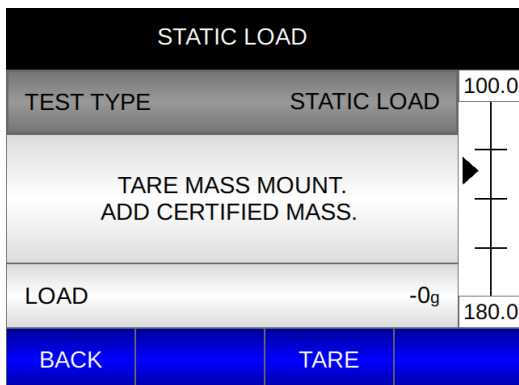 STATIC LOAD
TEST TYPE STATIC LOAD
100.0
TARE MASS MOUNT.
ADD CERTIFIED MASS.
LOAD -0g
180.0
BACK TARE